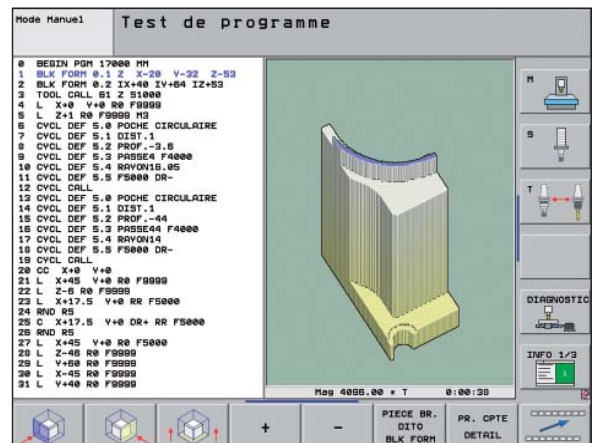 Mode Manuel
Test de programme
0 BEGIN PGM 17000 MM
1 BLK FORM 0.1 Z X-20 Y-32 Z-53
2 BLK FORM 0.2 IX+40 IY+64 IZ+53
3 TOOL CALL 61 Z S1000
4 L X+0 Y+0 R0 F9999
5 L Z+1 R0 F9999 M3
6 CYCL DEF 5.0 POCHE CIRCULAIRE
7 CYCL DEF 5.1 DIST.1
8 CYCL DEF 5.2 PROF.-3.6
9 CYCL DEF 5.3 PASSE4 F4000
10 CYCL DEF 5.4 RAYON16.05
11 CYCL DEF 5.5 F5000 DR-
12 CYCL CALL
13 CYCL DEF 5.0 POCHE CIRCULAIRE
14 CYCL DEF 5.1 DIST.1
15 CYCL DEF 5.2 PROF.-44
16 CYCL DEF 5.3 PASSE44 F4000
17 CYCL DEF 5.4 RAYON14
18 CYCL DEF 5.5 F5000 DR-
19 CYCL CALL
20 CC X+0 Y+0
21 L X+45 Y+0 R0 F9999
22 L Z-6 R0 F9999
23 L X+17.5 Y+0 RR F5000
24 RND R5
25 C X+17.5 Y+0 DR+ RR F5000
26 RND R5
27 L X+45 Y+0 R0 F5000
28 L Z-46 R0 F9999
29 L Y+60 R0 F9999
30 L X-45 R0 F9999
31 L Y+40 R0 F9999
Mag 4096.00 * T 0:00:38
M
S
T
DIAGNOSTIC
INFO 1/3
+
-
PIECE BR.
DITO
BLK FORM
PR. CPTE
DETAIL